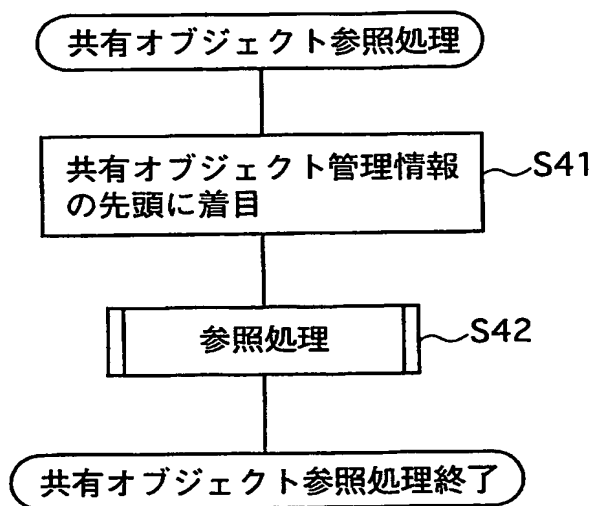 共有オブジェクト参照処理
共有オブジェクト管理情報
の先頭に着目
S41
参照処理
S42
共有オブジェクト参照処理終了